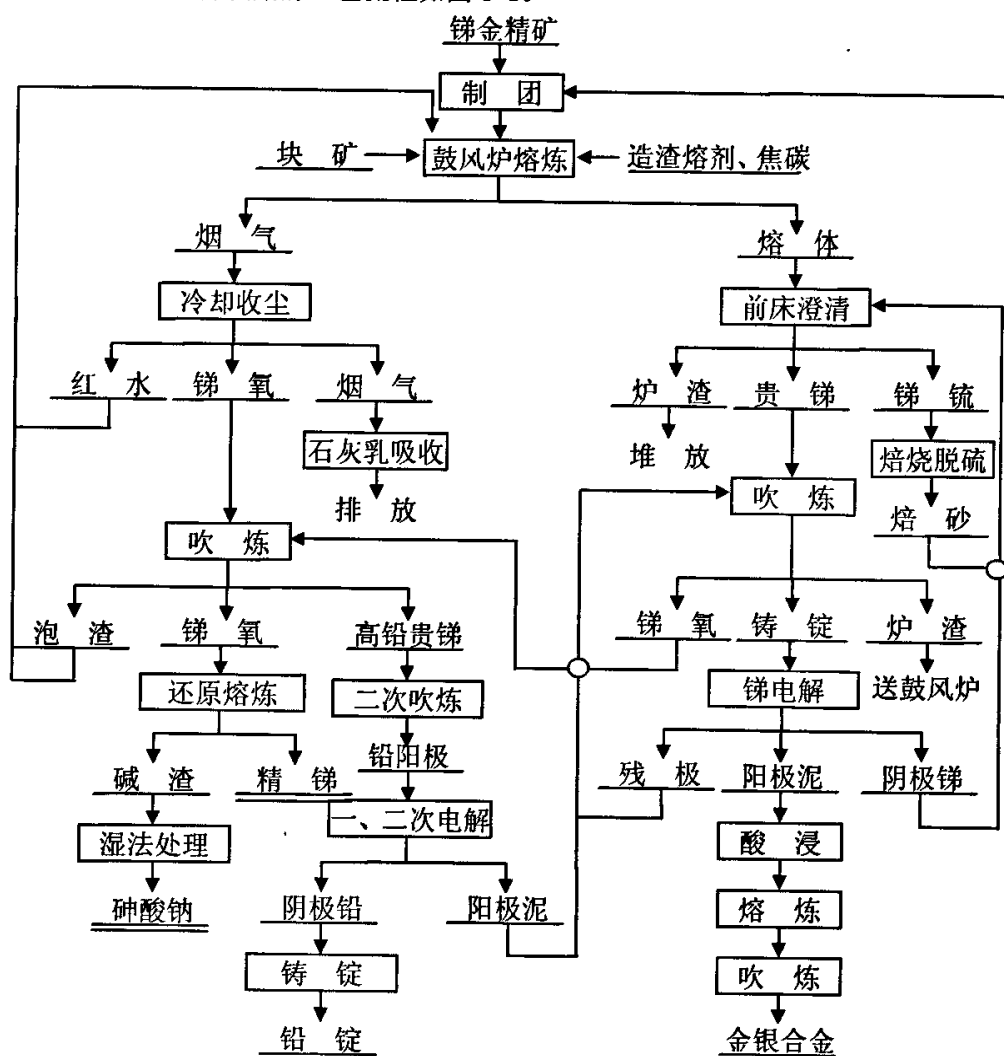 锑金精矿
制 团
块 矿
鼓风炉熔炼
造渣熔剂、焦碳
烟 气
熔 体
冷却收尘
前床澄清
红 水
锑 氧
烟 气
炉 渣
贵 锑
锑 硫
石灰乳吸收
堆 放
焙烧脱硫
排 放
吹 炼
焙 砂
吹 炼
泡 渣
锑 氧
高铅贵锑
锑 氧
铸 锭
炉 渣
还原熔炼
二次吹炼
锑电解
送鼓风炉
碱 渣
精 锑
铅阳极
残 极
阳极泥
阴极锑
湿法处理
一、二次电解
酸 浸
砷酸钠
阴极铅
阳极泥
熔 炼
铸 锭
吹 炼
铅 锭
金银合金